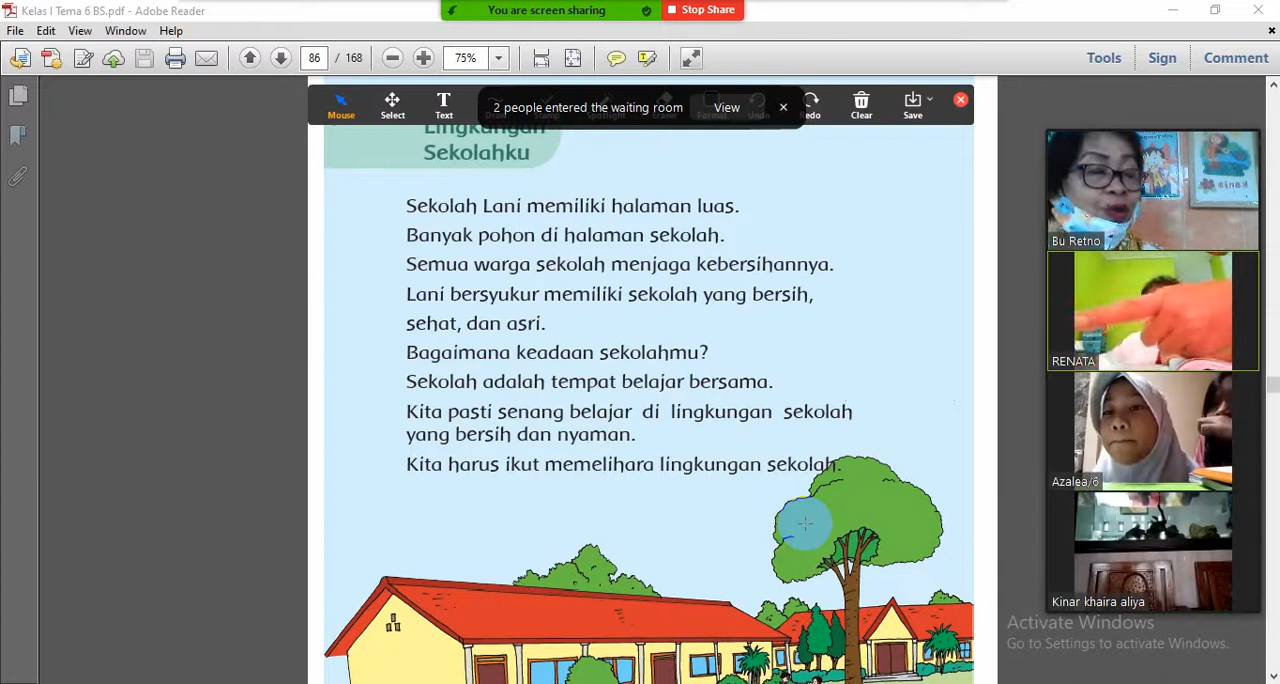 Kelas I Tema 6 BS.pdf - Adobe Reader
You are screen sharing
Stop Share
File Edit View Window Help
86 / 168
75%
Tools Sign Comment
Mouse Select Text
2 people entered the waiting room View
Redo Clear Save
Lingkungan
Sekolahku
Sekolah Lani memiliki halaman luas.
Banyak pohon di halaman sekolah.
Semua warga sekolah menjaga kebersihannya.
Lani bersyukur memiliki sekolah yang bersih,
sehat, dan asri.
Bagaimana keadaan sekolahmu?
Sekolah adalah tempat belajar bersama.
Kita pasti senang belajar di lingkungan sekolah
yang bersih dan nyaman.
Kita harus ikut memelihara lingkungan sekolah.
Bu Retno
RENATA
Azalea/6
Kinar khaira aliya
Activate Windows
Go to Settings to activate Windows.